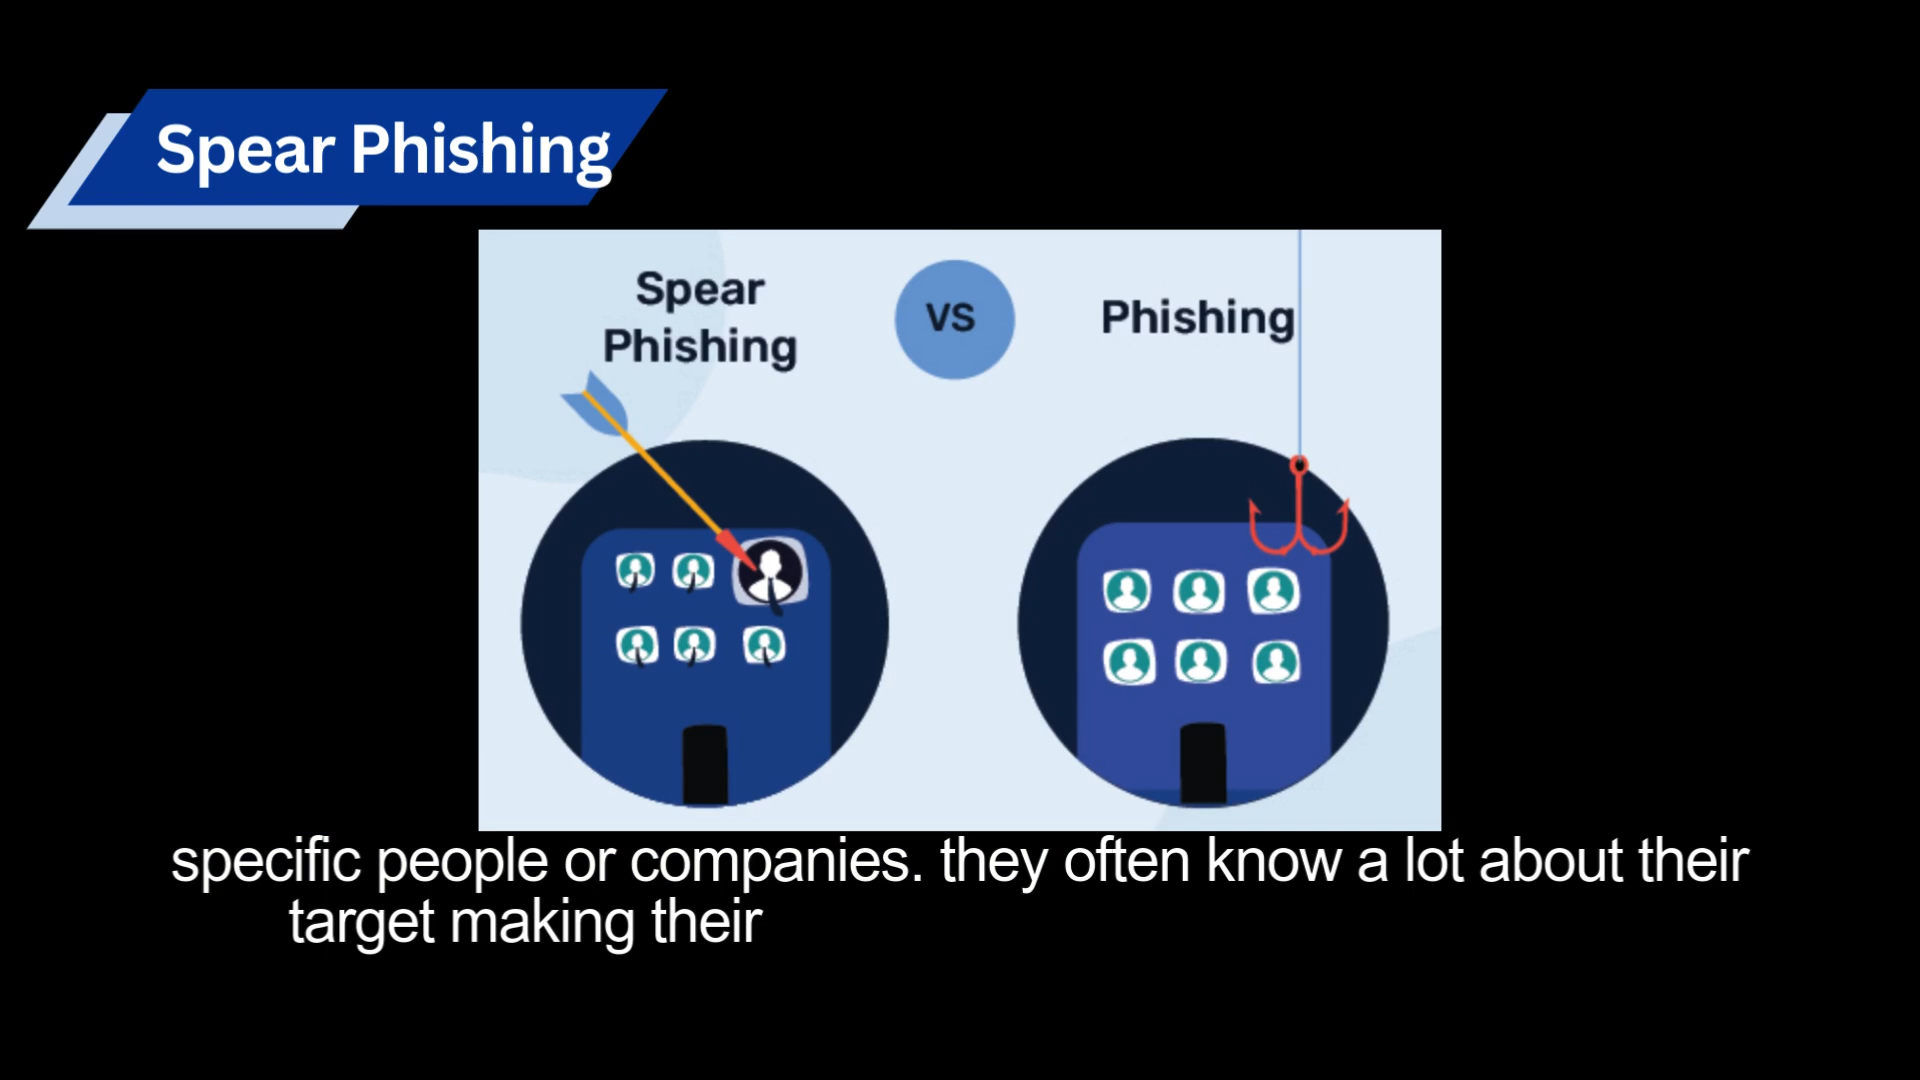 Spear Phishing
Spear
Phishing
VS
Phishing
specific people or companies. they often know a lot about their
target making their